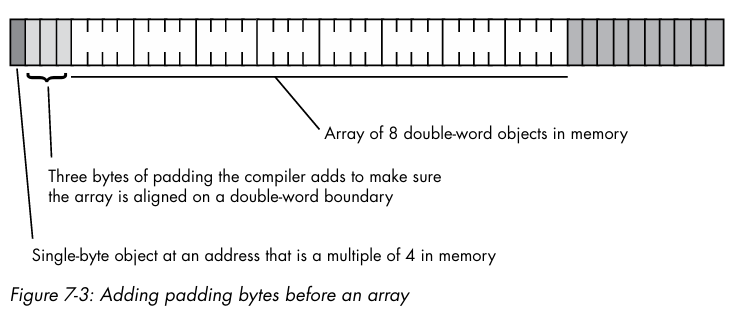 Array of 8 double-word objects in memory
Three bytes of padding the compiler adds to make sure
the array is aligned on a double-word boundary
Single-byte object at an address that is a multiple of 4 in memory
Figure 7-3: Adding padding bytes before an array